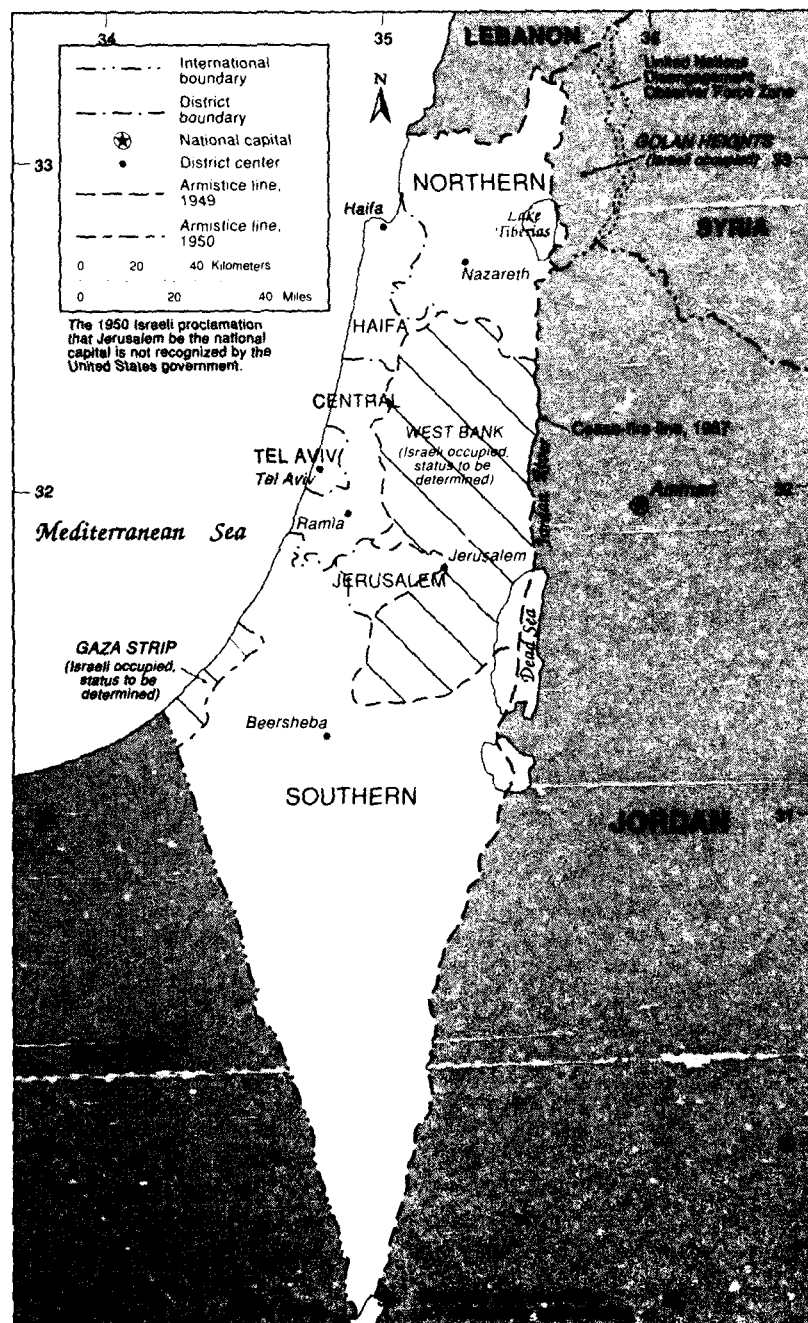 34
35
36
LEBANON
International
boundary
District
boundary
National capital
District center
Armistice line,
1949
Armistice line,
1950
0 20 40 Kilometers
0 20 40 Miles
The 1950 Israeli proclamation
that Jerusalem be the national
capital is not recognized by the
United States government.
N
United Nations
Disengagement
Observer Force Zone
GOLAN HEIGHTS
(Israeli occupied)
33
33
NORTHERN
Haifa
Lake
Tiberias
SYRIA
Nazareth
HAIFA
CENTRAL
WEST BANK
(Israeli occupied,
status to be
determined)
Cease-fire line, 1967
TEL AVIV
Tel Aviv
Jordan River
32
Amman
32
Ramla
Mediterranean Sea
Jerusalem
JERUSALEM
Dead Sea
GAZA STRIP
(Israeli occupied,
status to be
determined)
Beersheba
SOUTHERN
JORDAN
31